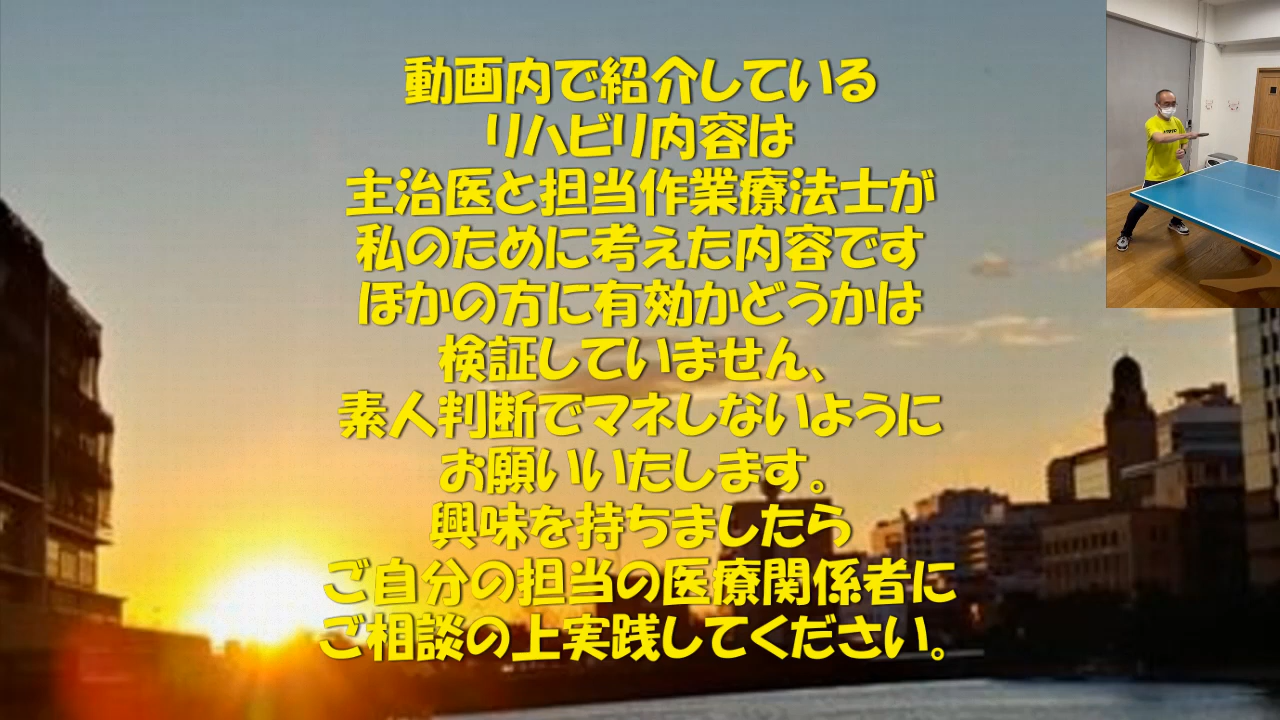 動画内で紹介している
リハビリ内容は
主治医と担当作業療法士が
私のために考えた内容です
ほかの方に有効かどうかは
検証していません、
素人判断でマネしないように
お願いいたします。
興味を持ちましたら
ご自分の担当の医療関係者に
ご相談の上実践してください。